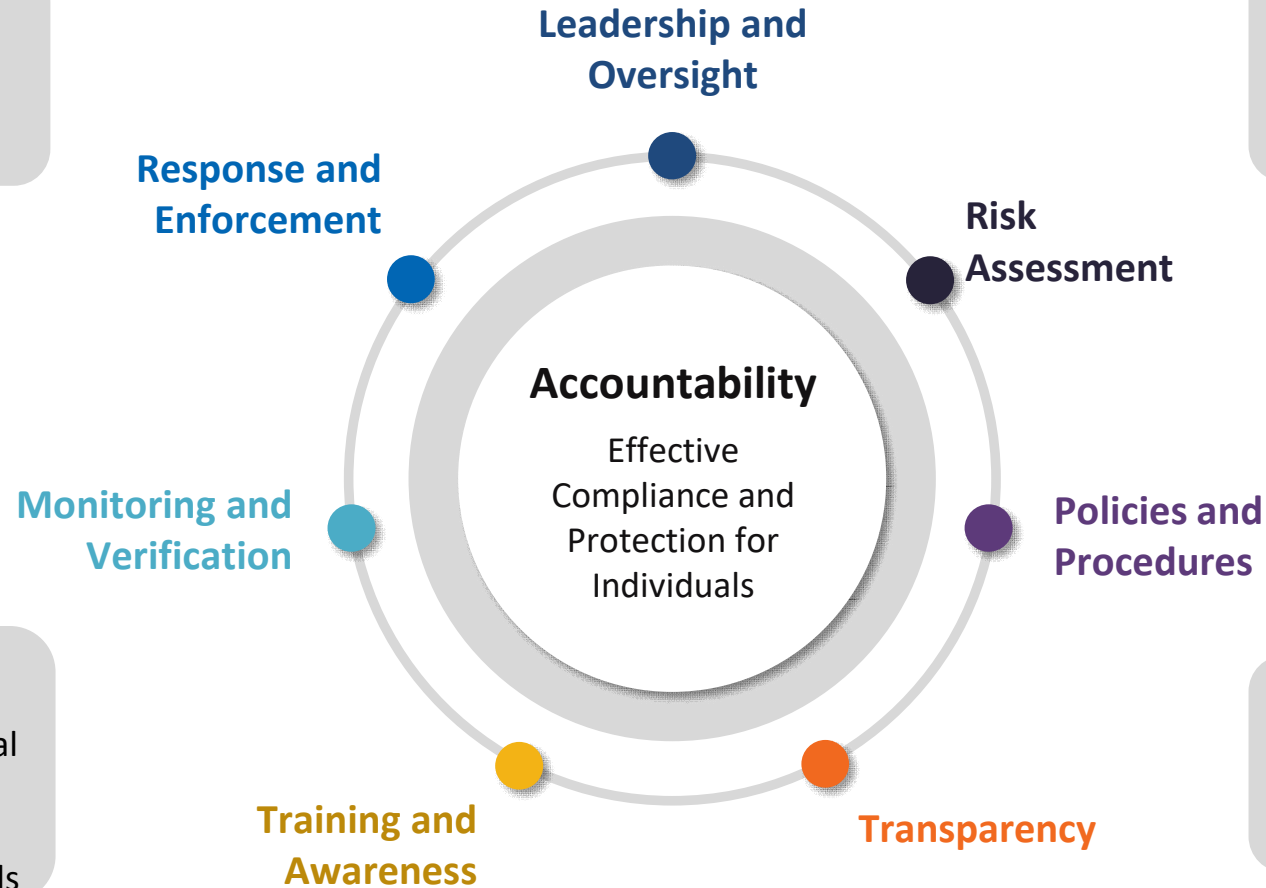 Leadership and
Oversight
Response and
Enforcement
Risk
Assessment
Accountability
Effective
Compliance and
Protection for
Individuals
Monitoring and
Verification
Policies and
Procedures
Training and
Awareness
Transparency